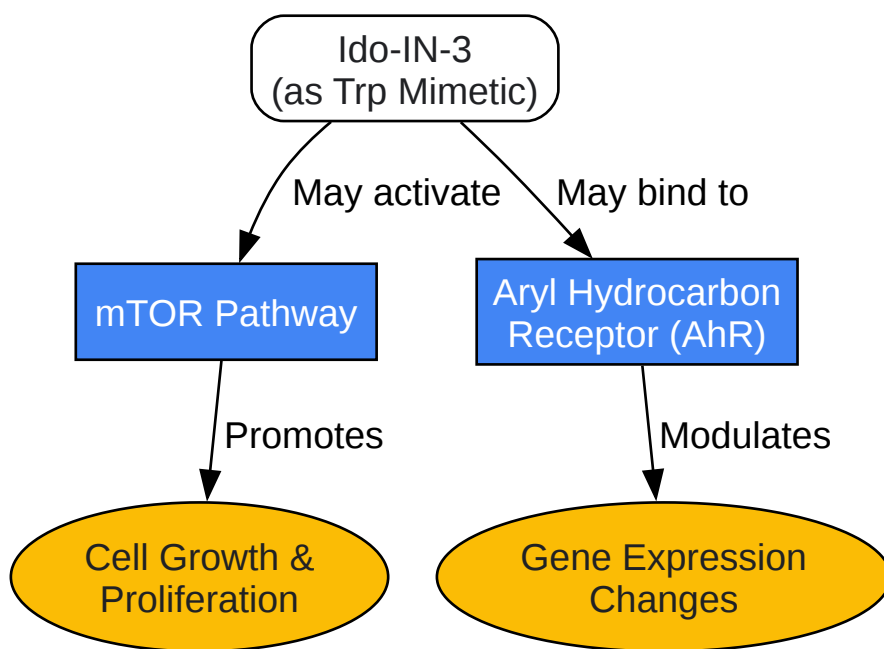 Ido-IN-3
(as Trp Mimetic)
May activate
May bind to
mTOR Pathway
Aryl Hydrocarbon
Receptor (AhR)
Promotes
Modulates
Cell Growth &
Proliferation
Gene Expression
Changes